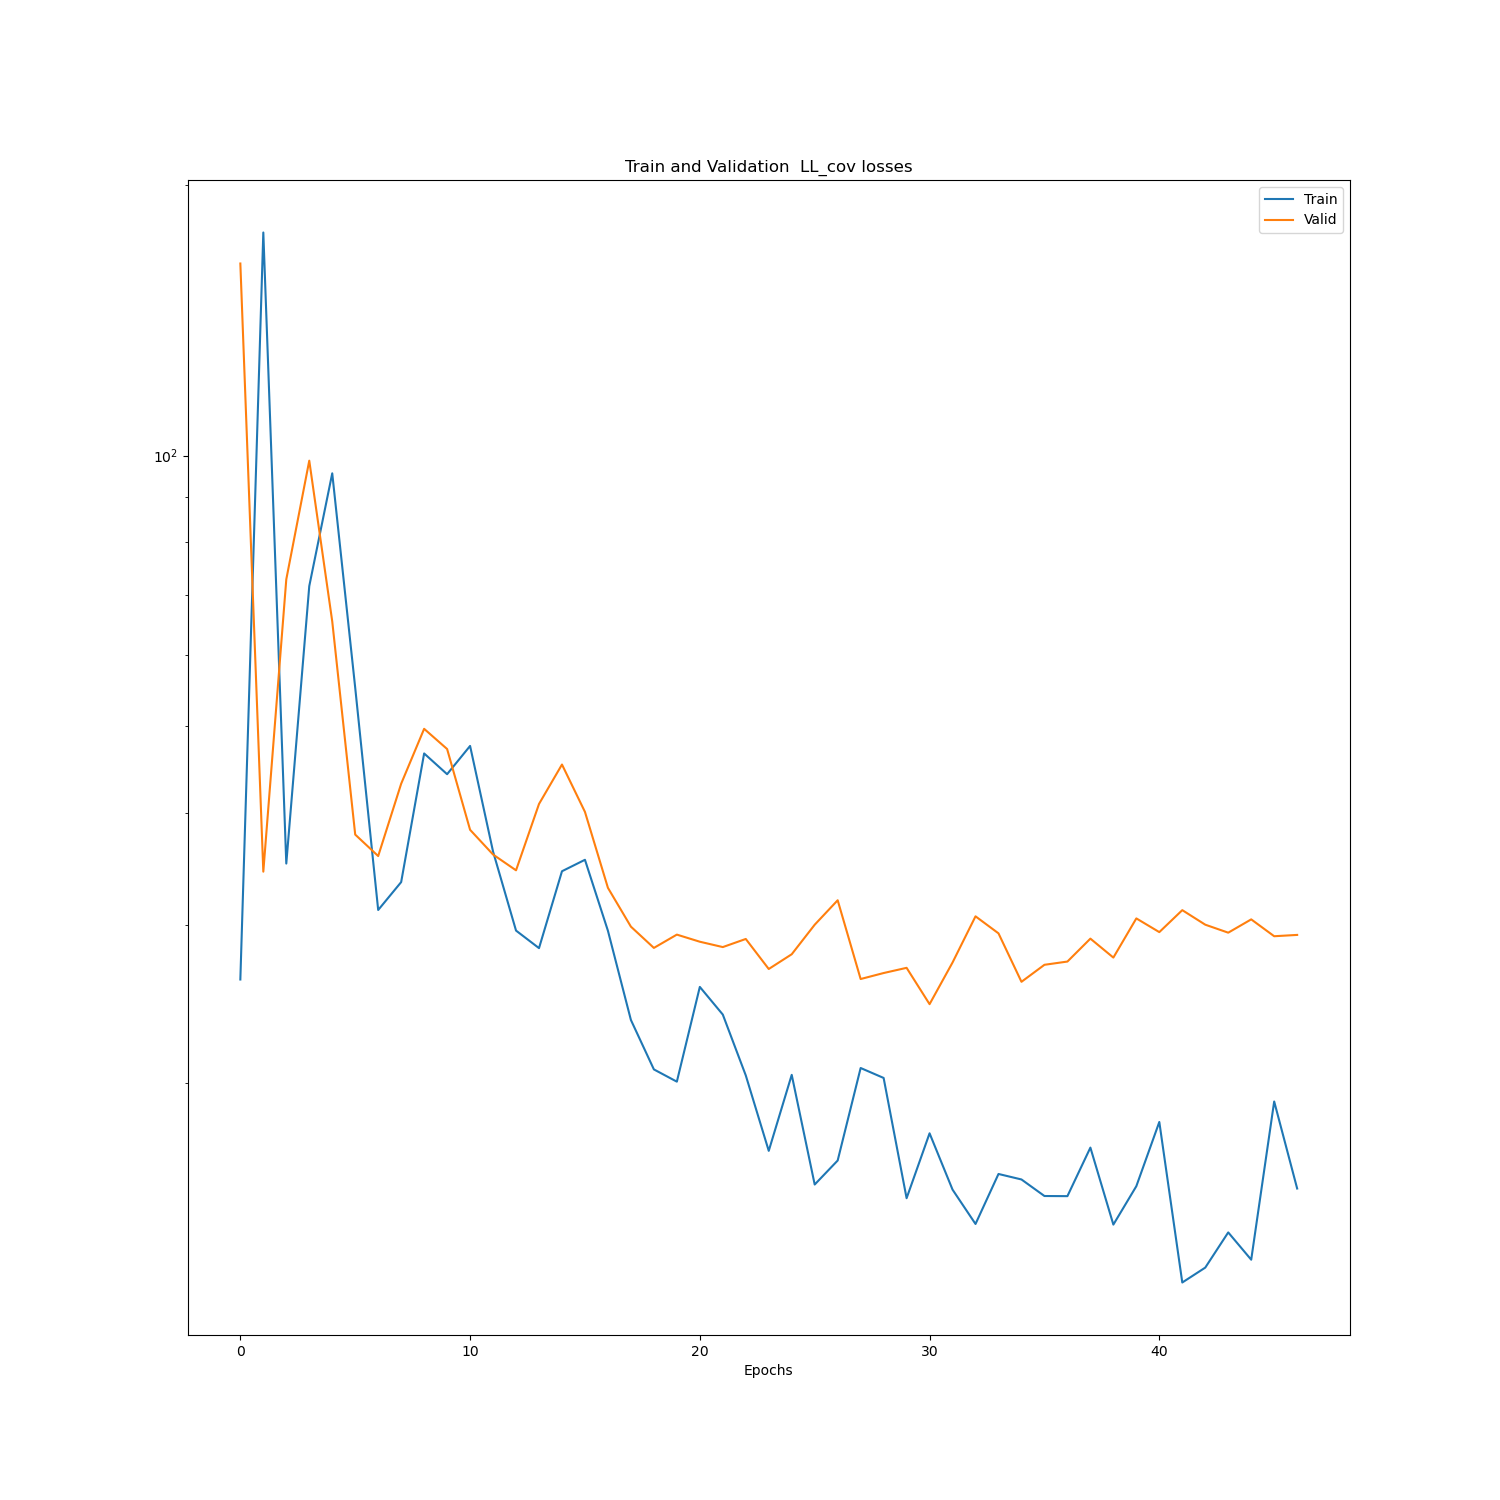 Train and Validation  LL_cov losses
Train
Valid
10²
0 10 20 30 40
Epochs